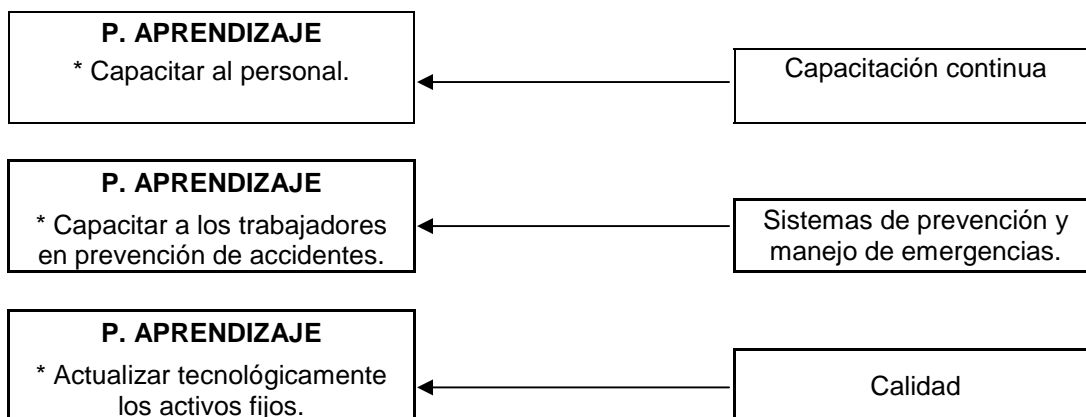 P. APRENDIZAJE
* Capacitar al personal.
Capacitación continua
P. APRENDIZAJE
* Capacitar a los trabajadores
en prevención de accidentes.
Sistemas de prevención y
manejo de emergencias.
P. APRENDIZAJE
* Actualizar tecnológicamente
los activos fijos.
Calidad